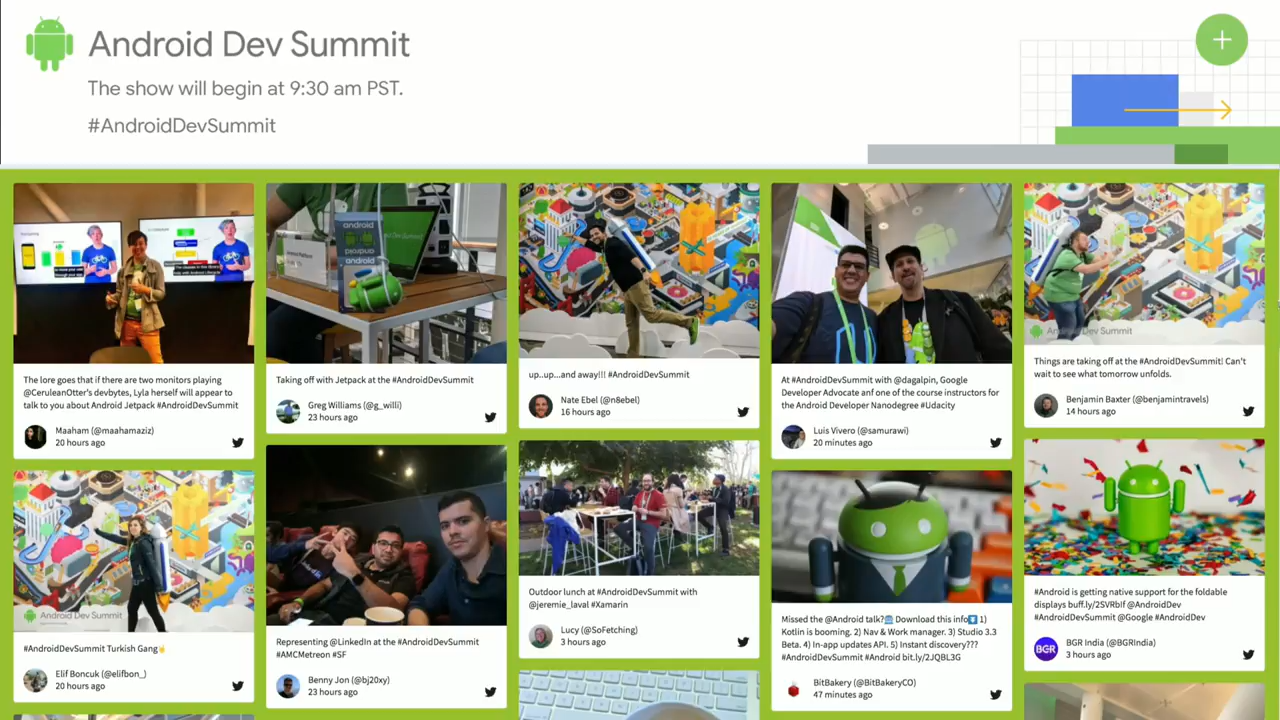 Android Dev Summit
The show will begin at 9:30 am PST.
#AndroidDevSummit
The lore goes that if there are two monitors playing
@CeruleanOtter's devbytes, Lyla herself will appear to
talk to you about Android Jetpack #AndroidDevSummit
Maaham (@maahamaziz)
20 hours ago
Android Dev Summit
#AndroidDevSummit Turkish Gang
Elif Boncuk (@elifbon_)
20 hours ago
android
android
Taking off with Jetpack at the #AndroidDevSummit
Greg Williams (@g_willi)
23 hours ago
Representing @LinkedIn at the #AndroidDevSummit
#AMCMetreon #SF
Benny Jon (@bj20xy)
23 hours ago
up..up...and away!!! #AndroidDevSummit
Nate Ebel (@n8ebel)
16 hours ago
Outdoor lunch at #AndroidDevSummit with
@jeremie_laval #Xamarin
Lucy (@SoFetching)
3 hours ago
At #AndroidDevSummit with @dagalpin, Google
Developer Advocate anf one of the course instructors for
the Android Developer Nanodegree #Udacity
Luis Vivero (@samurawi)
20 minutes ago
Missed the @Android talk? Download this info 1)
Kotlin is booming. 2) Nav & Work manager. 3) Studio 3.3
Beta. 4) In-app updates API. 5) Instant discovery???
#AndroidDevSummit #Android bit.ly/2JQBL3G
BitBakery (@BitBakeryCO)
47 minutes ago
Android Dev Summit
Things are taking off at the #AndroidDevSummit! Can't
wait to see what tomorrow unfolds.
Benjamin Baxter (@benjamintravels)
14 hours ago
#Android is getting native support for the foldable
displays buff.ly/2SVRbIf @AndroidDev
#AndroidDevSummit @Google #AndroidDev
BGR
BGR India (@BGRIndia)
3 hours ago